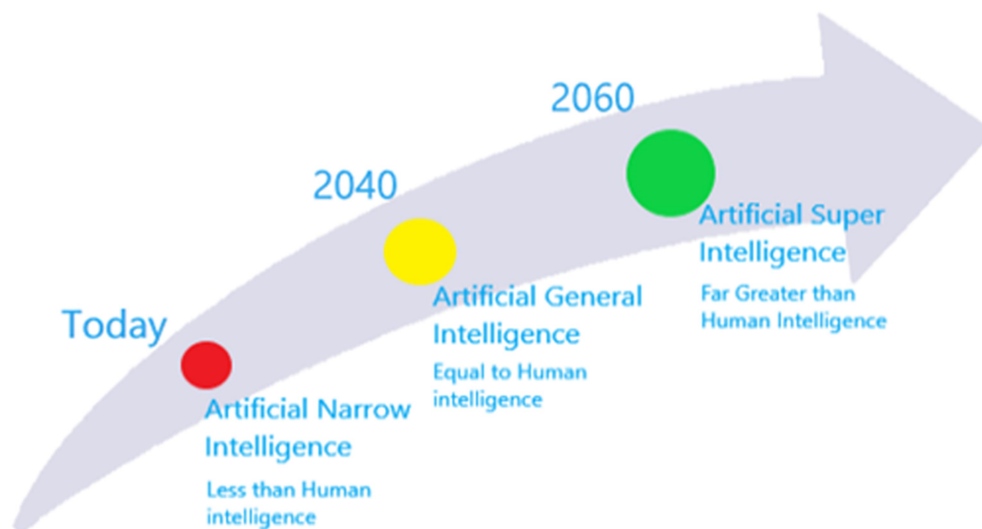 Today
Artificial Narrow
Intelligence
Less than Human
intelligence
2040
Artificial General
Intelligence
Equal to Human
intelligence
2060
Artificial Super
Intelligence
Far Greater than
Human Intelligence